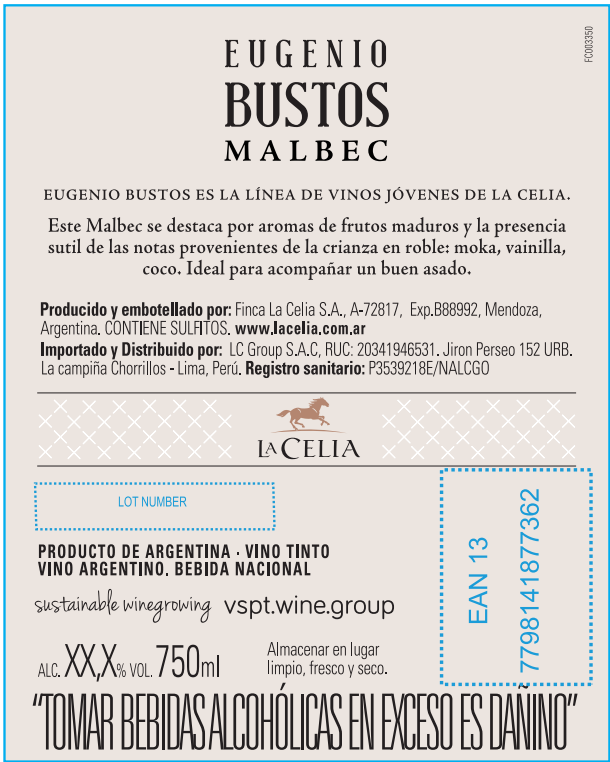 FC003350
EUGENIO
BUSTOS
MALBEC
EUGENIO BUSTOS ES LA LÍNEA DE VINOS JÓVENES DE LA CELIA.
Este Malbec se destaca por aromas de frutos maduros y la presencia
sutil de las notas provenientes de la crianza en roble: moka, vainilla,
coco. Ideal para acompañar un buen asado.
Producido y embotellado por: Finca La Celia S.A., A-72817, Exp.B88992, Mendoza,
Argentina. CONTIENE SULFITOS. www.lacelia.com.ar
Importado y Distribuido por: LC Group S.A.C, RUC: 20341946531. Jiron Perseo 152 URB.
La campiña Chorrillos - Lima, Perú. Registro sanitario: P3539218E/NALCGO
LA CELIA
LOT NUMBER
EAN 13
7798141877362
PRODUCTO DE ARGENTINA · VINO TINTO
VINO ARGENTINO. BEBIDA NACIONAL
sustainable winegrowing vspt.wine.group
ALC. XX,X% VOL. 750ml
Almacenar en lugar
limpio, fresco y seco.
"TOMAR BEBIDAS ALCOHÓLICAS EN EXCESO ES DAÑINO"